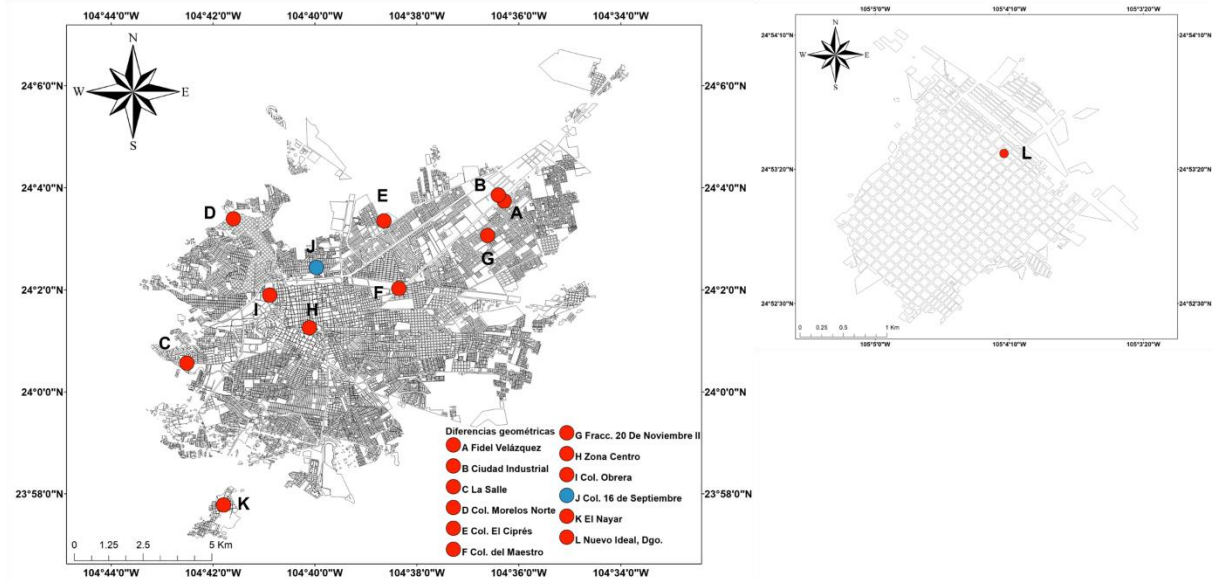 104°44'0"W 104°42'0"W 104°40'0"W 104°38'0"W 104°36'0"W
N
W E
S
24°6'0"N 24°6'0"N
24°4'0"N 24°4'0"N
24°2'0"N 24°2'0"N
24°0'0"N 24°0'0"N
23°58'0"N 23°58'0"N
B
A
E
D
G
J
F
I
H
C
K
Diferencias geométricas
A Fidel Velázquez
B Ciudad Industrial
C La Salle
D Col. Morelos Norte
E Col. El Ciprés
F Col. del Maestro
G Fracc. 20 De Noviembre II
H Zona Centro
I Col. Obrera
J Col. 16 de Septiembre
K El Nayar
L Nuevo Ideal, Dgo.
0 1.25 2.5 5 Km
104°44'0"W 104°42'0"W 104°40'0"W 104°38'0"W 104°36'0"W
105°5'0"W 105°4'10"W 105°3'20"W
24°54'10"N 24°54'10"N
N
W E
S
L
24°53'20"N 24°53'20"N
24°52'30"N 24°52'30"N
0 0.25 0.5 1 Km
105°5'0"W 105°4'10"W 105°3'20"W